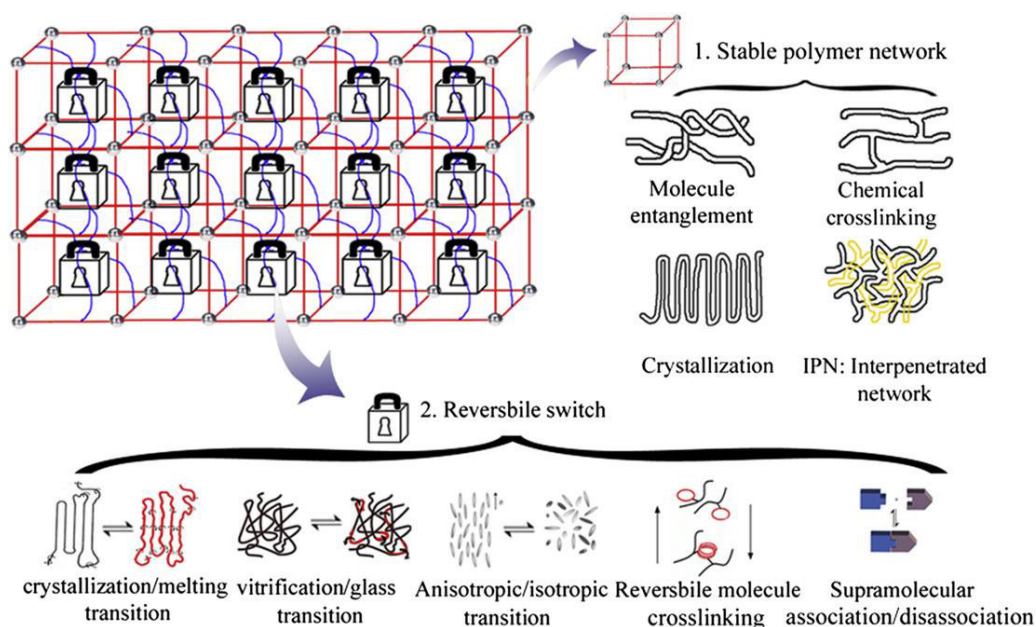 1. Stable polymer network
Molecule
entanglement
Chemical
crosslinking
Crystallization
IPN: Interpenetrated
network
2. Reversbile switch
crystallization/melting
transition
vitrification/glass
transition
Anisotropic/isotropic
transition
Reversbile molecule
crosslinking
Supramolecular
association/disassociation